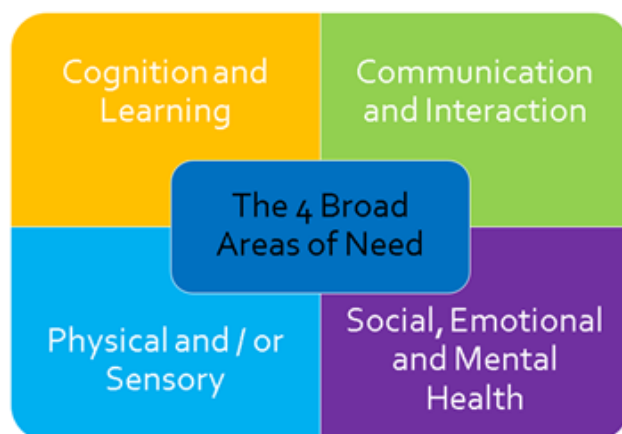 Cognition and
Learning
Communication
and Interaction
The 4 Broad
Areas of Need
Physical and / or
Sensory
Social, Emotional
and Mental
Health